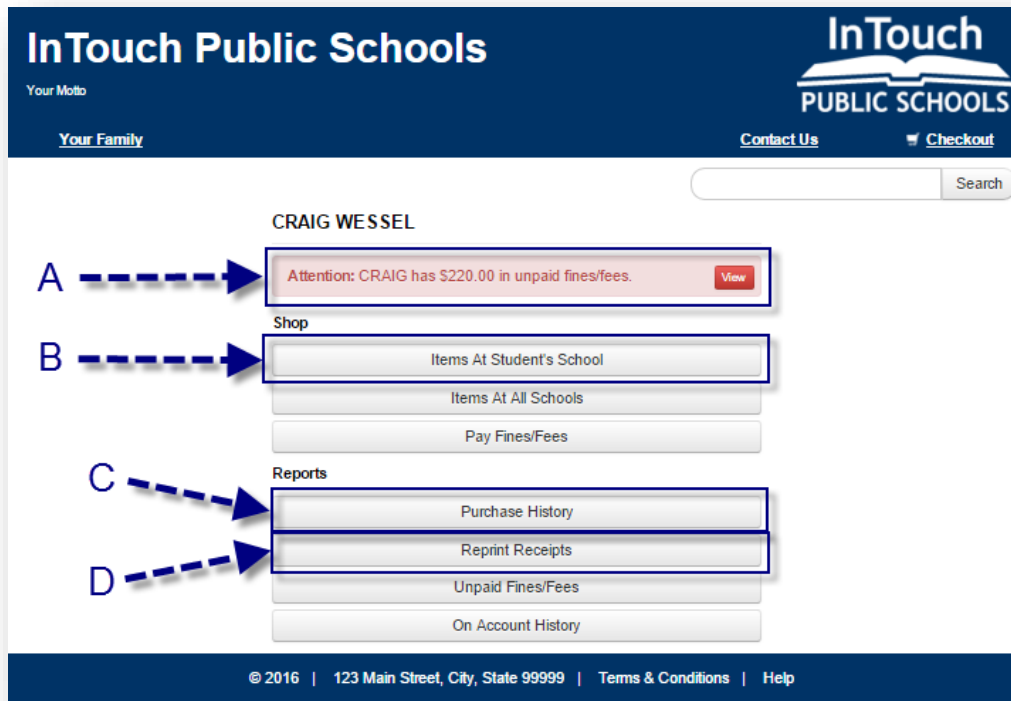 InTouch Public Schools
Your Motto
InTouch
PUBLIC SCHOOLS
Your Family
Contact Us
Checkout
Search
CRAIG WESSEL
A
Attention: CRAIG has $220.00 in unpaid fines/fees.
View
Shop
B
Items At Student's School
Items At All Schools
Pay Fines/Fees
Reports
C
Purchase History
D
Reprint Receipts
Unpaid Fines/Fees
On Account History
© 2016 | 123 Main Street, City, State 99999 | Terms & Conditions | Help